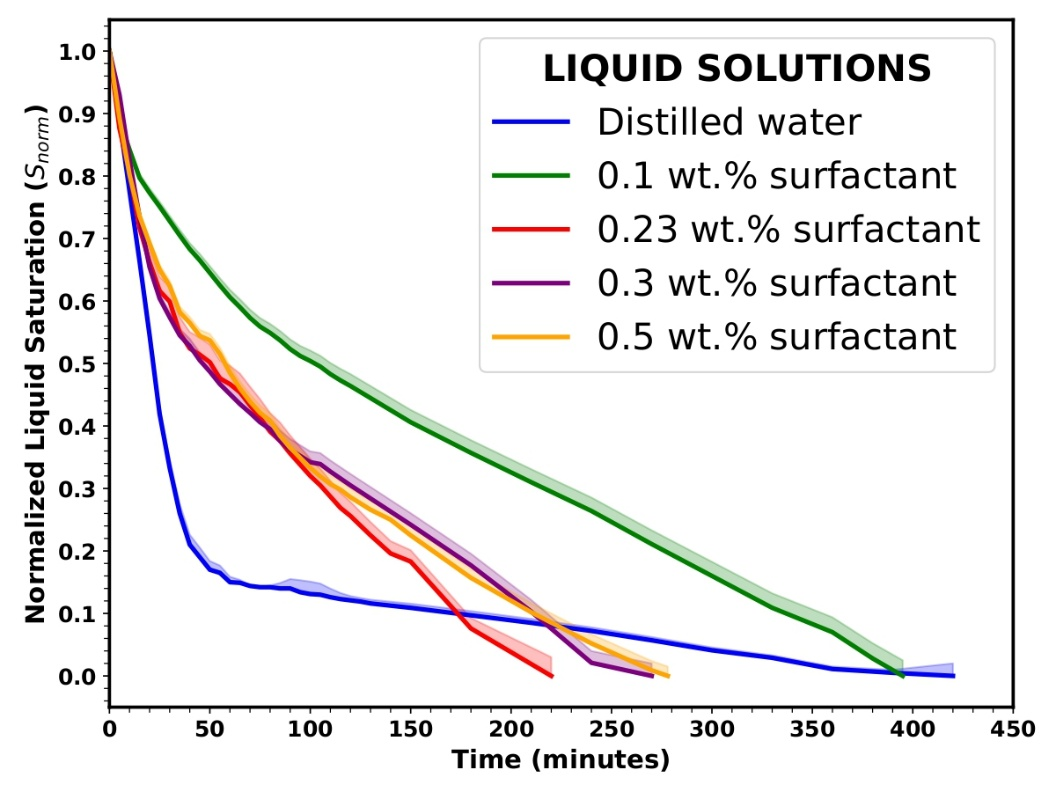 LIQUID SOLUTIONS
Distilled water
0.1 wt.% surfactant
0.23 wt.% surfactant
0.3 wt.% surfactant
0.5 wt.% surfactant
Normalized Liquid Saturation (S_norm)
1.0
0.9
0.8
0.7
0.6
0.5
0.4
0.3
0.2
0.1
0.0
0 50 100 150 200 250 300 350 400 450
Time (minutes)